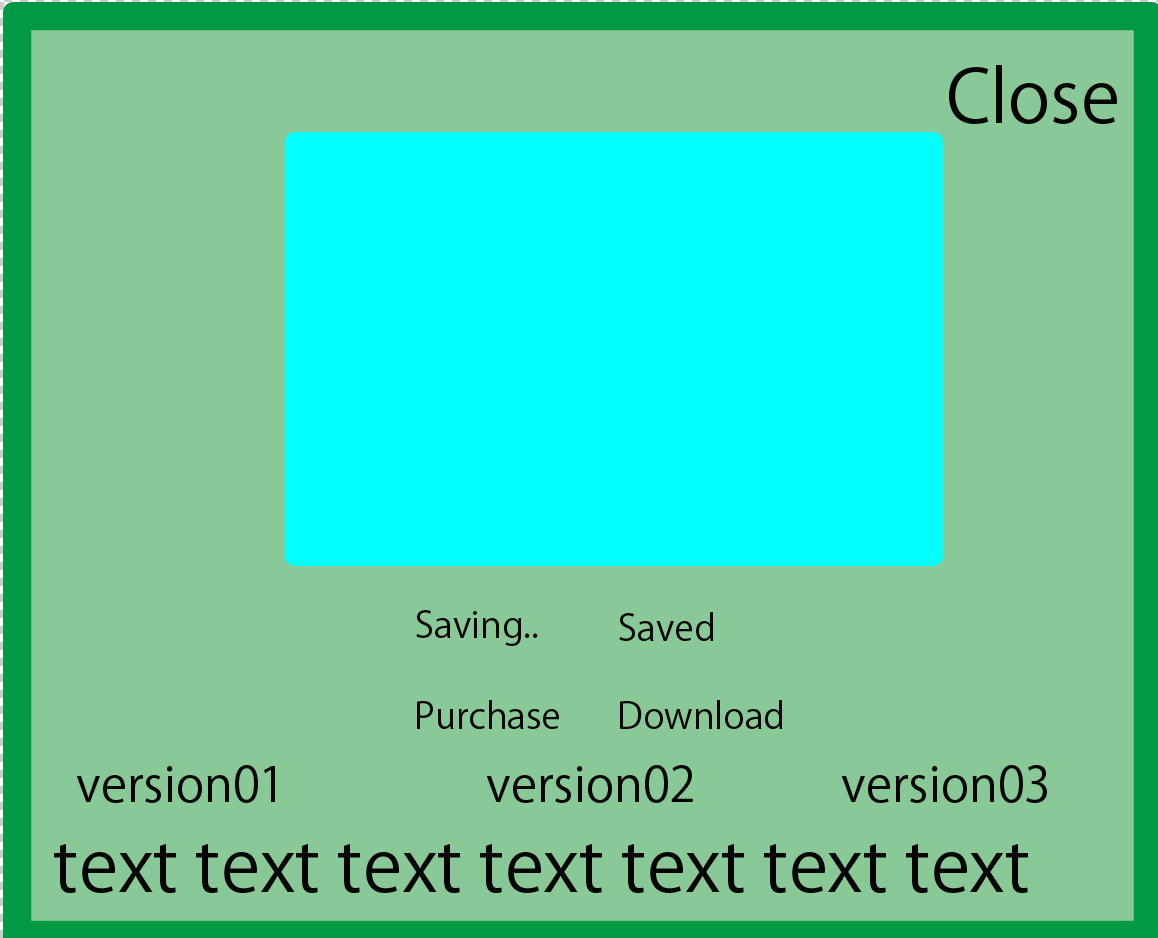 Close
Saving.. Saved
Purchase Download
version01 version02 version03
text text text text text text text